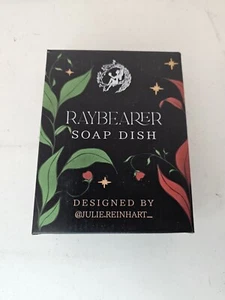 RAYBEARER
SOAP DISH
DESIGNED BY
@JULIE.REINHART_